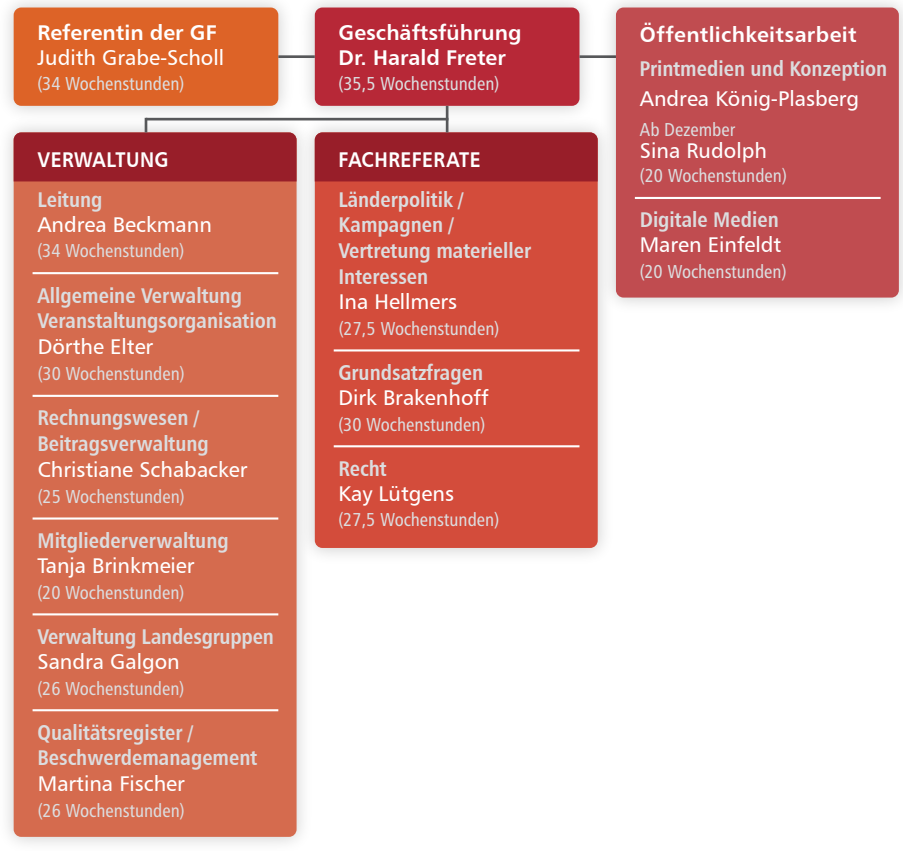 Referentin der GF
Judith Grabe-Scholl
(34 Wochenstunden)
Geschäftsführung
Dr. Harald Freter
(35,5 Wochenstunden)
Öffentlichkeitsarbeit
Printmedien und Konzeption
Andrea König-Plasberg
Ab Dezember
Sina Rudolph
(20 Wochenstunden)
Digitale Medien
Maren Einfeldt
(20 Wochenstunden)
VERWALTUNG
Leitung
Andrea Beckmann
(34 Wochenstunden)
Allgemeine Verwaltung
Veranstaltungsorganisation
Dörthe Elter
(30 Wochenstunden)
Rechnungswesen /
Beitragsverwaltung
Christiane Schabacker
(25 Wochenstunden)
Mitgliederverwaltung
Tanja Brinkmeier
(20 Wochenstunden)
Verwaltung Landesgruppen
Sandra Galgon
(26 Wochenstunden)
Qualitätsregister /
Beschwerdemanagement
Martina Fischer
(26 Wochenstunden)
FACHREFERATE
Länderpolitik /
Kampagnen /
Vertretung materieller
Interessen
Ina Hellmers
(27,5 Wochenstunden)
Grundsatzfragen
Dirk Brakenhoff
(30 Wochenstunden)
Recht
Kay Lütgens
(27,5 Wochenstunden)